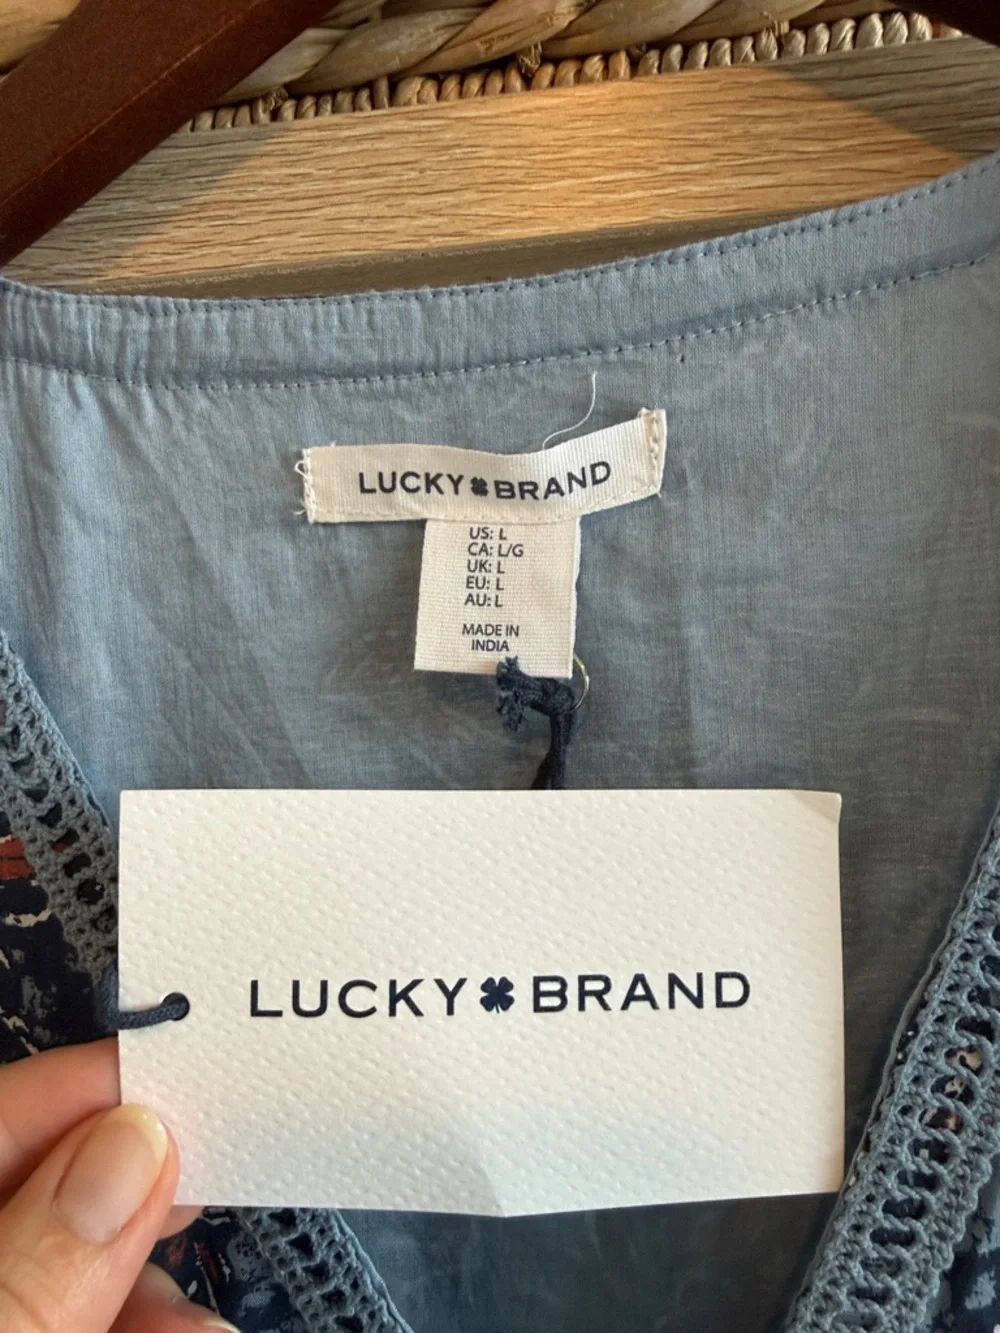 LUCKY BRAND
US: L
CA: L/G
UK: L
EU: L
AU: L
MADE IN
INDIA
LUCKY BRAND